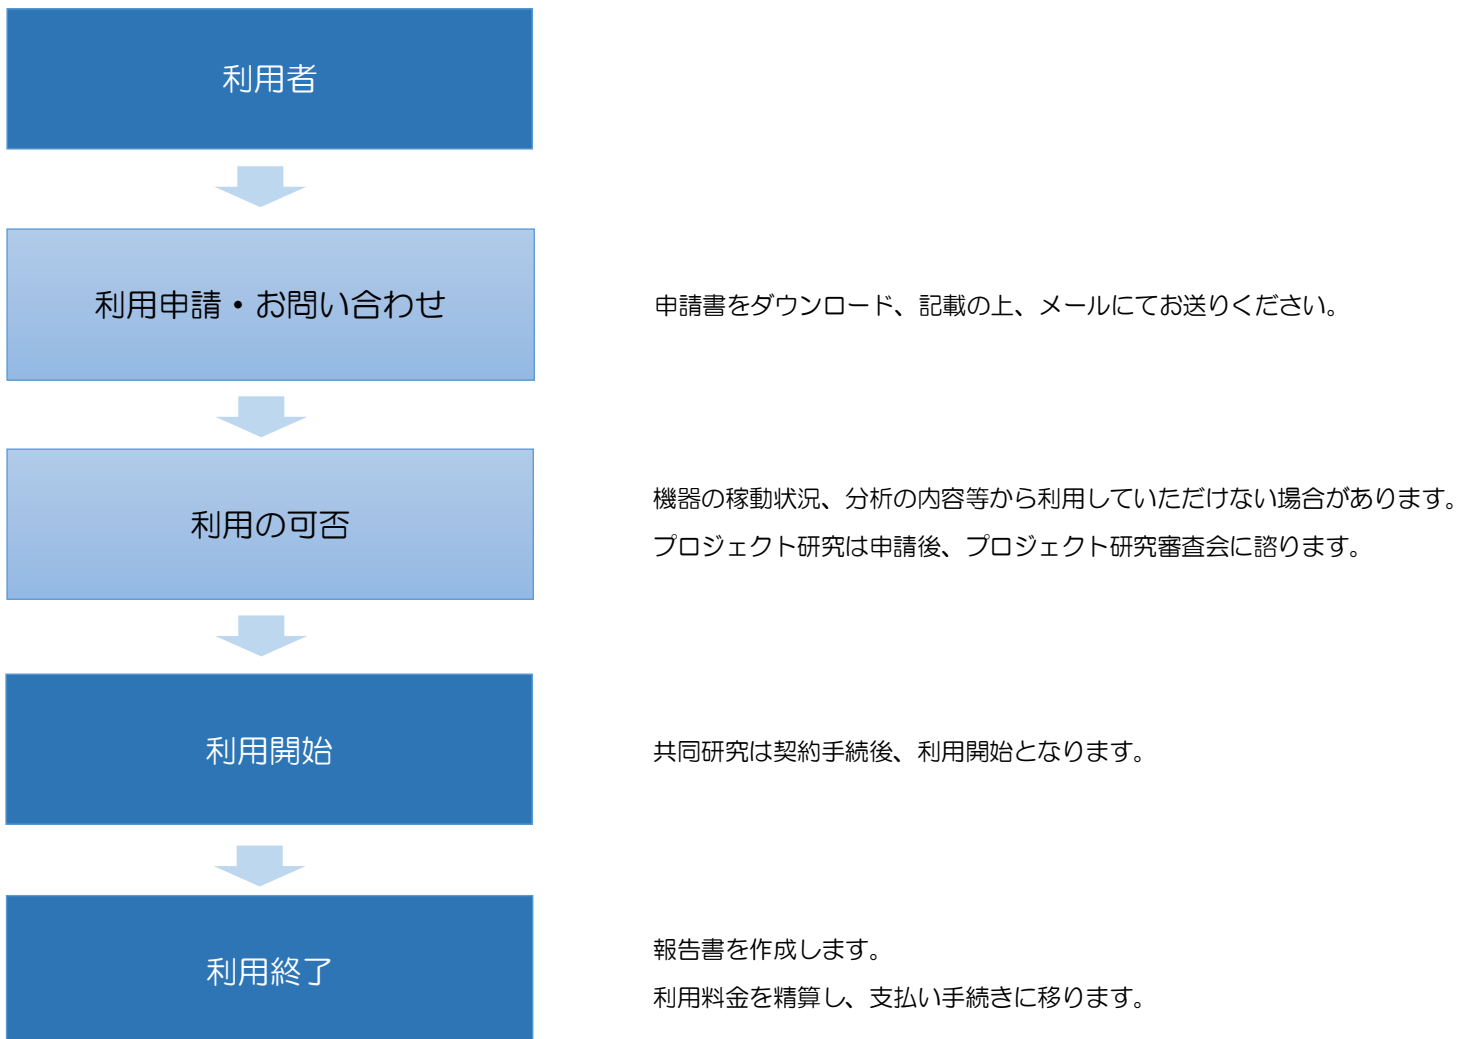 利用者
利用申請・お問い合わせ
申請書をダウンロード、記載の上、メールにてお送りください。
利用の可否
機器の稼動状況、分析の内容等から利用していただけない場合があります。
プロジェクト研究は申請後、プロジェクト研究審査会に諮ります。
利用開始
共同研究は契約手続後、利用開始となります。
利用終了
報告書を作成します。
利用料金を精算し、支払い手続きに移ります。